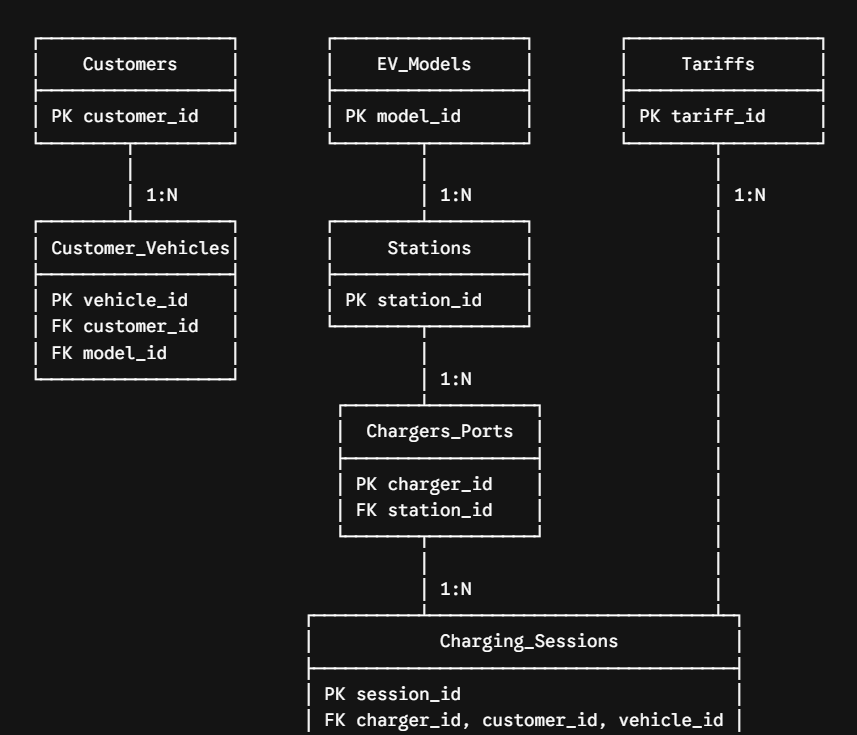 Customers
EV_Models
Tariffs
PK customer_id
PK model_id
PK tariff_id
1:N
1:N
1:N
Customer_Vehicles
Stations
PK vehicle_id
FK customer_id
FK model_id
PK station_id
1:N
Chargers_Ports
PK charger_id
FK station_id
1:N
Charging_Sessions
PK session_id
FK charger_id, customer_id, vehicle_id